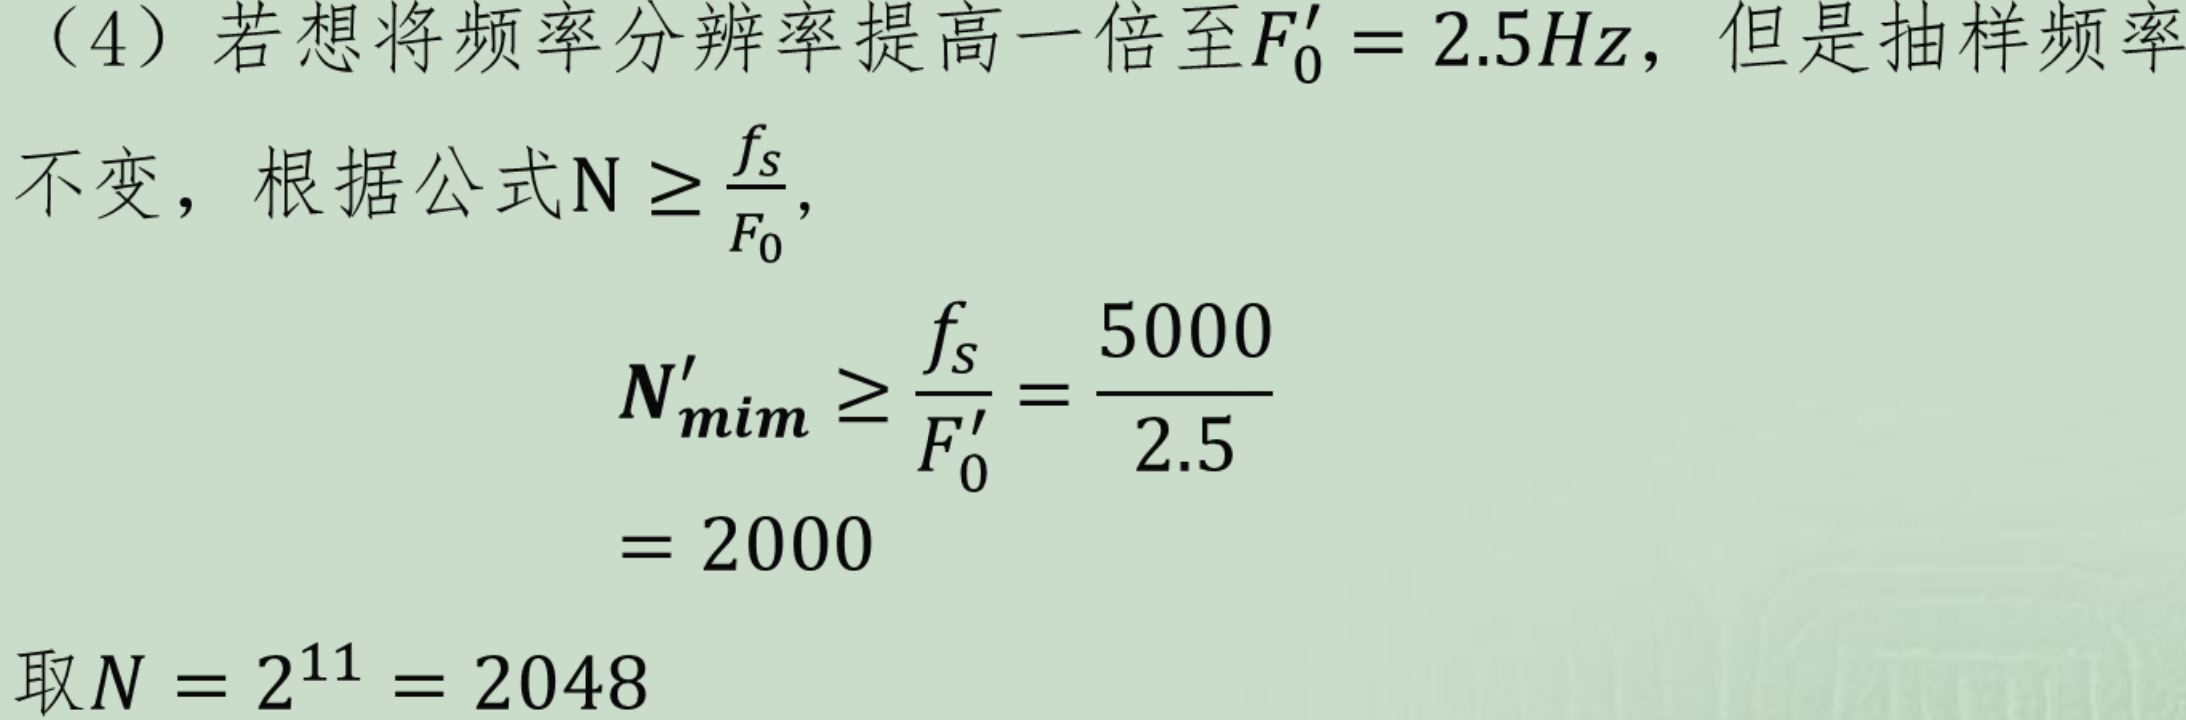 （4）若想将频率分辨率提高一倍至F₀′ = 2.5Hz，但是抽样频率
不变，根据公式N ≥ fₛ/F₀，
N′mim ≥ fₛ/F₀′ = 5000/2.5
= 2000
取N = 2¹¹ = 2048